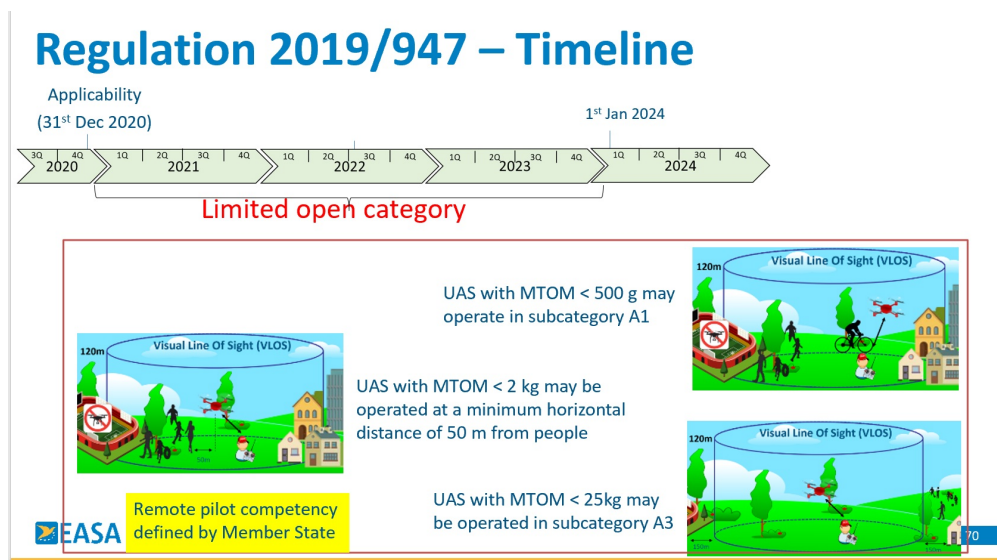 Regulation 2019/947 – Timeline
Applicability
(31st Dec 2020)
1st Jan 2024
3Q 4Q 1Q 2Q 3Q 4Q 1Q 2Q 3Q 4Q 1Q 2Q 3Q 4Q 1Q 2Q 3Q 4Q
2020 2021 2022 2023 2024
Limited open category
Visual Line Of Sight (VLOS)
120m
UAS with MTOM < 500 g may
operate in subcategory A1
Visual Line Of Sight (VLOS)
120m
50m
UAS with MTOM < 2 kg may be
operated at a minimum horizontal
distance of 50 m from people
Visual Line Of Sight (VLOS)
120m
150m
150m
UAS with MTOM < 25kg may
be operated in subcategory A3
Remote pilot competency
defined by Member State
EASA
70